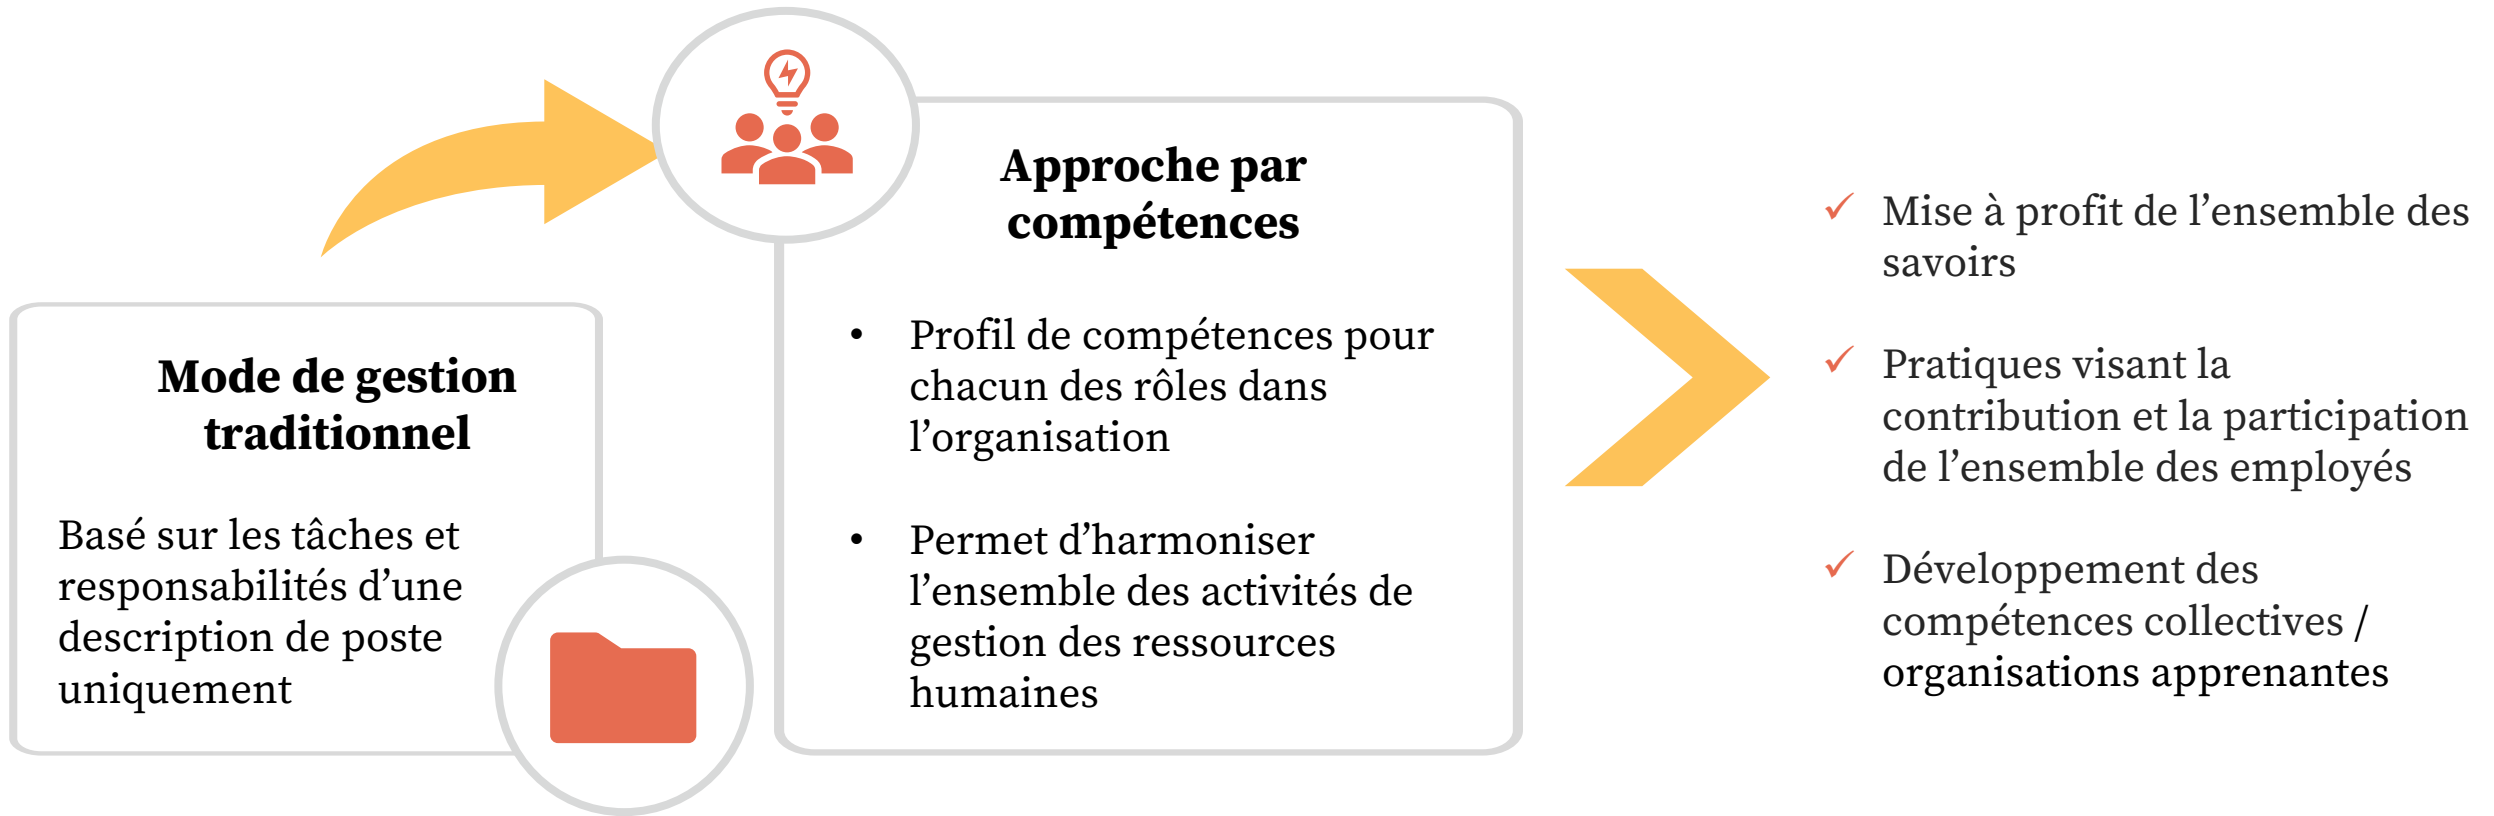 Mode de gestion
traditionnel
Basé sur les tâches et
responsabilités d’une
description de poste
uniquement
Approche par
compétences
• Profil de compétences pour
chacun des rôles dans
l’organisation
• Permet d’harmoniser
l’ensemble des activités de
gestion des ressources
humaines
✓ Mise à profit de l’ensemble des
savoirs
✓ Pratiques visant la
contribution et la participation
de l’ensemble des employés
✓ Développement des
compétences collectives /
organisations apprenantes